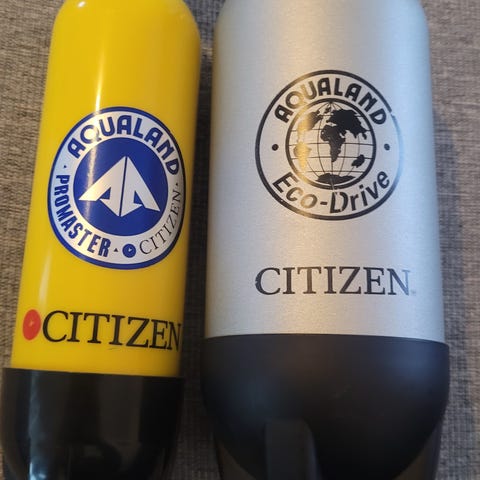 AQUALAND
PROMASTER
CITIZEN
CITIZEN
AQUALAND
Eco-Drive
CITIZEN